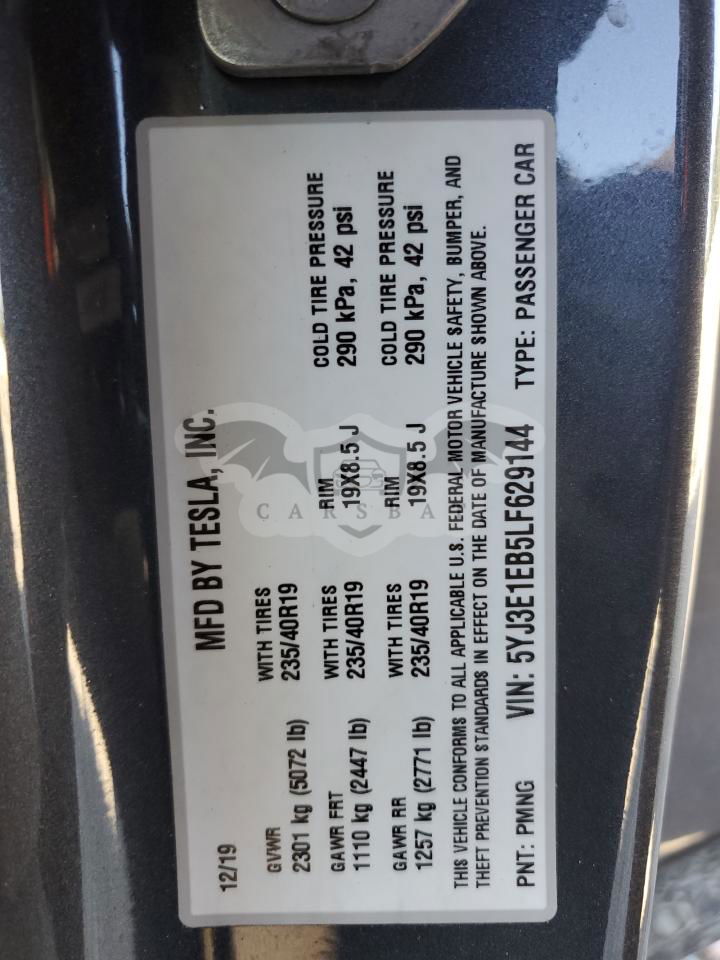 MFD BY TESLA, INC.
12/19
GVWR WITH TIRES
2301 kg (5072 lb) 235/40R19
GAWR FRT WITH TIRES RIM COLD TIRE PRESSURE
1110 kg (2447 lb) 235/40R19 19X8.5 J 290 kPa, 42 psi
GAWR RR WITH TIRES RIM COLD TIRE PRESSURE
1257 kg (2771 lb) 235/40R19 19X8.5 J 290 kPa, 42 psi
THIS VEHICLE CONFORMS TO ALL APPLICABLE U.S. FEDERAL MOTOR VEHICLE SAFETY, BUMPER, AND
THEFT PREVENTION STANDARDS IN EFFECT ON THE DATE OF MANUFACTURE SHOWN ABOVE.
PNT: PMNG VIN: 5YJ3E1EB5LF629144 TYPE: PASSENGER CAR